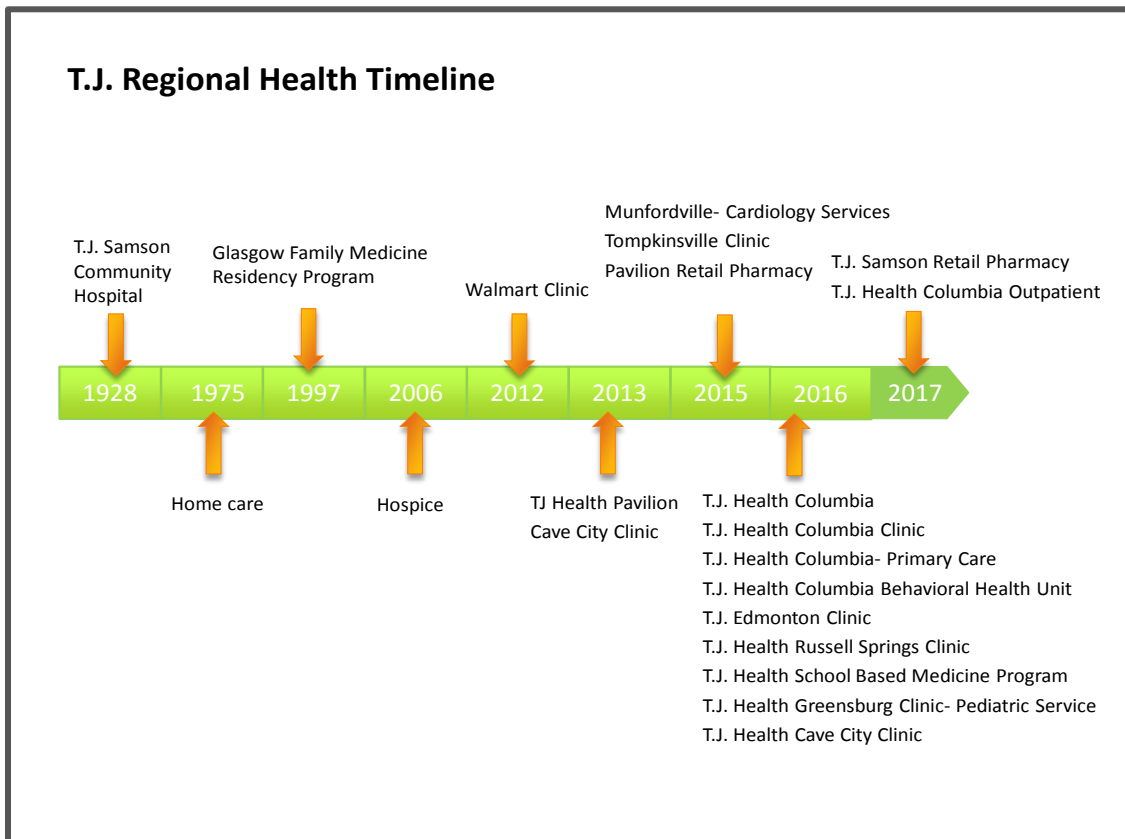 T.J. Regional Health Timeline
T.J. Samson
Community
Hospital
Glasgow Family Medicine
Residency Program
Walmart Clinic
Munfordville- Cardiology Services
Tompkinsville Clinic
Pavilion Retail Pharmacy
T.J. Samson Retail Pharmacy
T.J. Health Columbia Outpatient
1928 1975 1997 2006 2012 2013 2015 2016 2017
Home care
Hospice
TJ Health Pavilion
Cave City Clinic
T.J. Health Columbia
T.J. Health Columbia Clinic
T.J. Health Columbia- Primary Care
T.J. Health Columbia Behavioral Health Unit
T.J. Edmonton Clinic
T.J. Health Russell Springs Clinic
T.J. Health School Based Medicine Program
T.J. Health Greensburg Clinic- Pediatric Service
T.J. Health Cave City Clinic